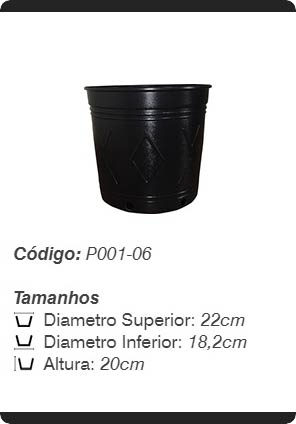 Código: P001-06
Tamanhos
Diametro Superior: 22cm
Diametro Inferior: 18,2cm
Altura: 20cm